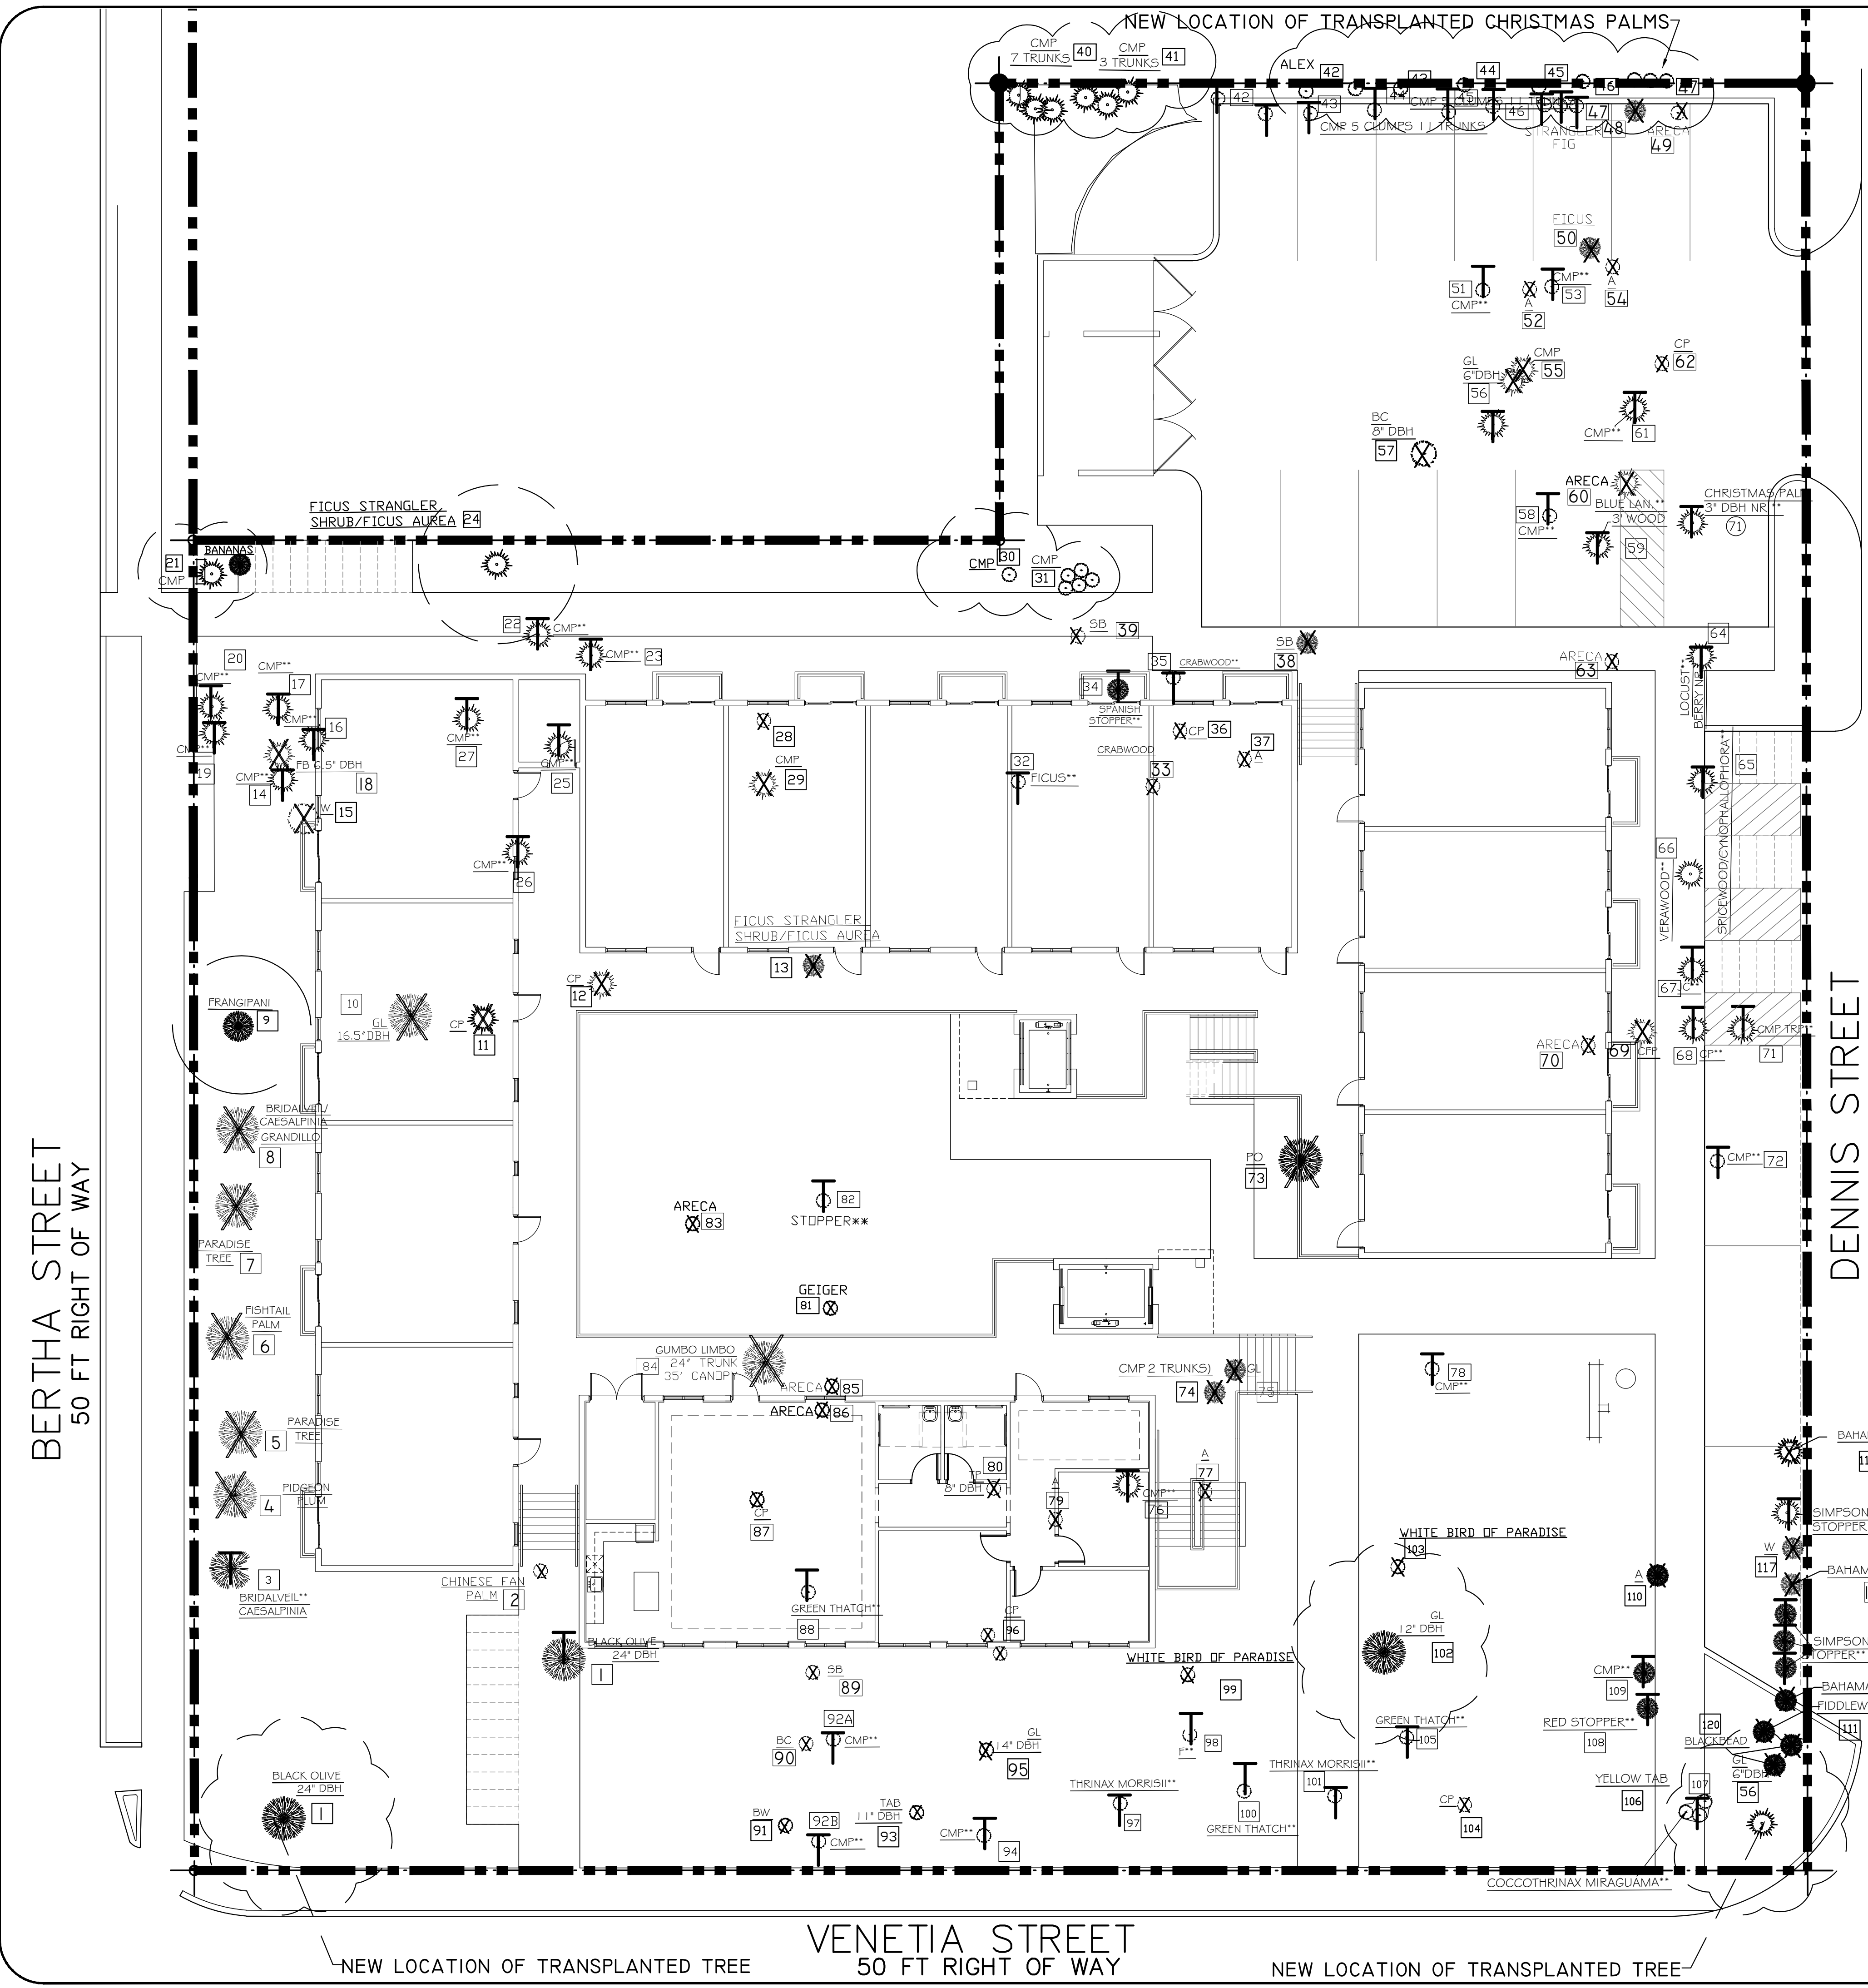 NEW LOCATION OF TRANSPLANTED CHRISTMAS PALMS
CMP
7 TRUNKS
40
CMP
3 TRUNKS
41
ALEX
42
43
44
45
46
47
42
43
44
45
46
47
CMP 5 CLUMPS 11 TRUNKS
STRANGLER
FIG
48
ARECA
49
FICUS
50
51
CMP**
A
52
CMP**
53
A
54
CMP
55
GL
6"DBH
56
CP
62
BC
8" DBH
57
CMP**
61
ARECA
60
58
CMP**
BLUE LAN.**
3' WOOD
59
CHRISTMAS PAL
3" DBH NR **
71
FICUS STRANGLER
SHRUB/FICUS AUREA
24
21
BANANAS
CMP
CMP
30
CMP
31
22
CMP**
CMP**
23
SB
39
SB
38
64
20
CMP**
CMP**
17
CMP**
16
CMP**
19
FB 6.5" DBH
18
CMP**
14
W
15
CMP**
27
CMP**
25
CMP**
26
28
CMP
29
32
FICUS**
34
SPANISH
STOPPER**
35
CRABWOOD**
CRABWOOD
33
CP
36
37
A
ARECA
63
LOCUST**
BERRY NR
65
SPICEWOOD/CYNOPHALLOPHORA**
66
VERAWOOD**
FICUS STRANGLER
SHRUB/FICUS AUREA
13
CP
12
FRANGIPANI
9
10
GL
16.5"DBH
CP
11
67
JC**
ARECA
70
69
CFP
68
CP**
CMP TRP**
71
BRIDALVEIL/
CAESALPINIA
GRANDILLO
8
PARADISE
TREE
7
FISHTAIL
PALM
6
PARADISE
TREE
5
PIDGEON
PLUM
4
3
BRIDALVEIL**
CAESALPINIA
BERTHA STREET
50 FT RIGHT OF WAY
DENNIS STREET
PO
73
CMP**
72
ARECA
83
82
STOPPER**
GEIGER
81
GUMBO LIMBO
24" TRUNK
35' CANOPY
84
ARECA
85
ARECA
86
CMP 2 TRUNKS)
74
GL
75
78
CMP**
A
77
CP
87
TP
8" DBH
80
A
79
CMP**
76
CHINESE FAN
PALM
2
GREEN THATCH**
88
CP
96
BLACK OLIVE
24" DBH
1
SB
89
WHITE BIRD OF PARADISE
99
WHITE BIRD OF PARADISE
103
GL
12" DBH
102
A
110
BAHA
SIMPSON
STOPPER
W
117
BAHAM
SIMPSON
TOPPER**
BAHAMA
FIDDLEW
111
CMP**
109
RED STOPPER**
108
120
BLACKBEAD
GL
6"DBH
56
BC
90
92A
CMP**
GL
14" DBH
95
98
F**
GREEN THATCH**
105
THRINAX MORRISII**
97
THRINAX MORRISII**
101
100
GREEN THATCH**
YELLOW TAB
106
107
CP
104
BW
91
92B
CMP**
TAB
11" DBH
93
CMP**
94
BLACK OLIVE
24" DBH
1
COCCOTHRINAX MIRAGUAMA**
VENETIA STREET
50 FT RIGHT OF WAY
NEW LOCATION OF TRANSPLANTED TREE
NEW LOCATION OF TRANSPLANTED TREE